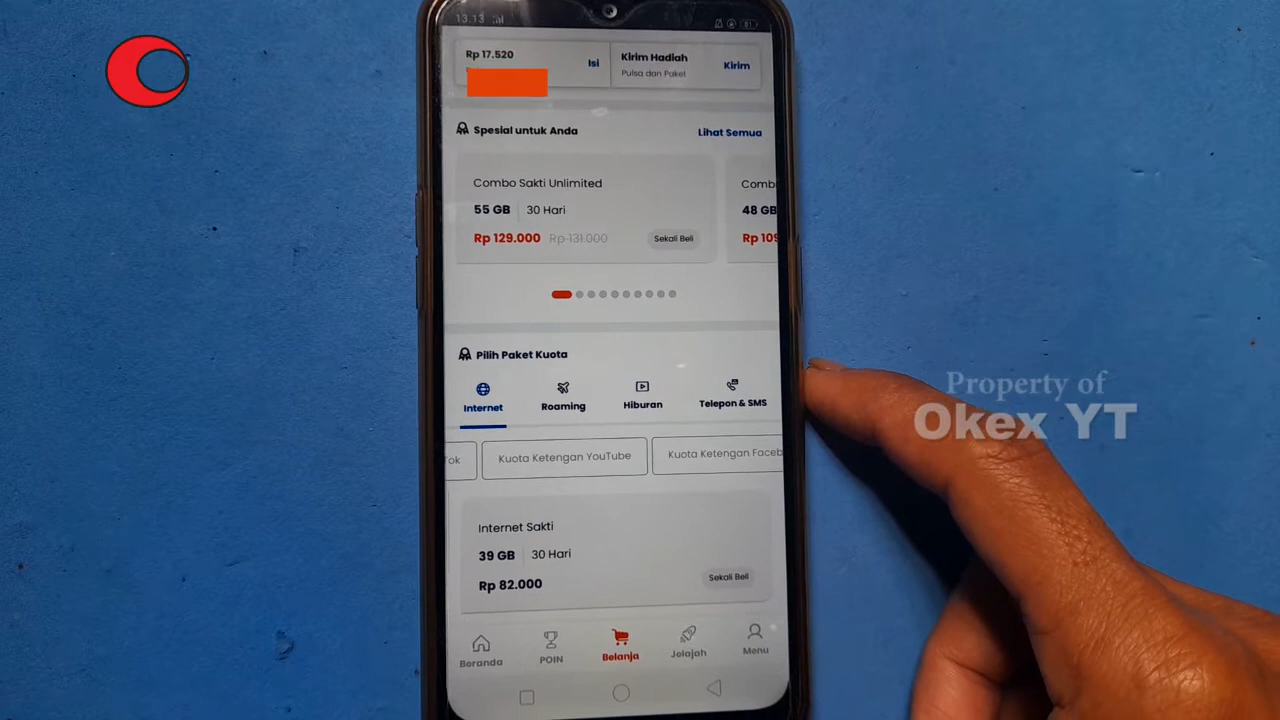 13.13
81
Rp 17.520
Isi
Kirim Hadiah
Pulsa dan Paket
Kirim
Spesial untuk Anda
Lihat Semua
Combo Sakti Unlimited
55 GB
30 Hari
Rp 129.000
Rp 131.000
Sekali Beli
Comb
48 GB
Rp 109
Pilih Paket Kuota
Internet
Roaming
Hiburan
Telepon & SMS
Tok
Kuota Ketengan YouTube
Kuota Ketengan Faceb
Internet Sakti
39 GB
30 Hari
Rp 82.000
Sekali Beli
Beranda
POIN
Belanja
Jelajah
Menu
Property of
Okex YT